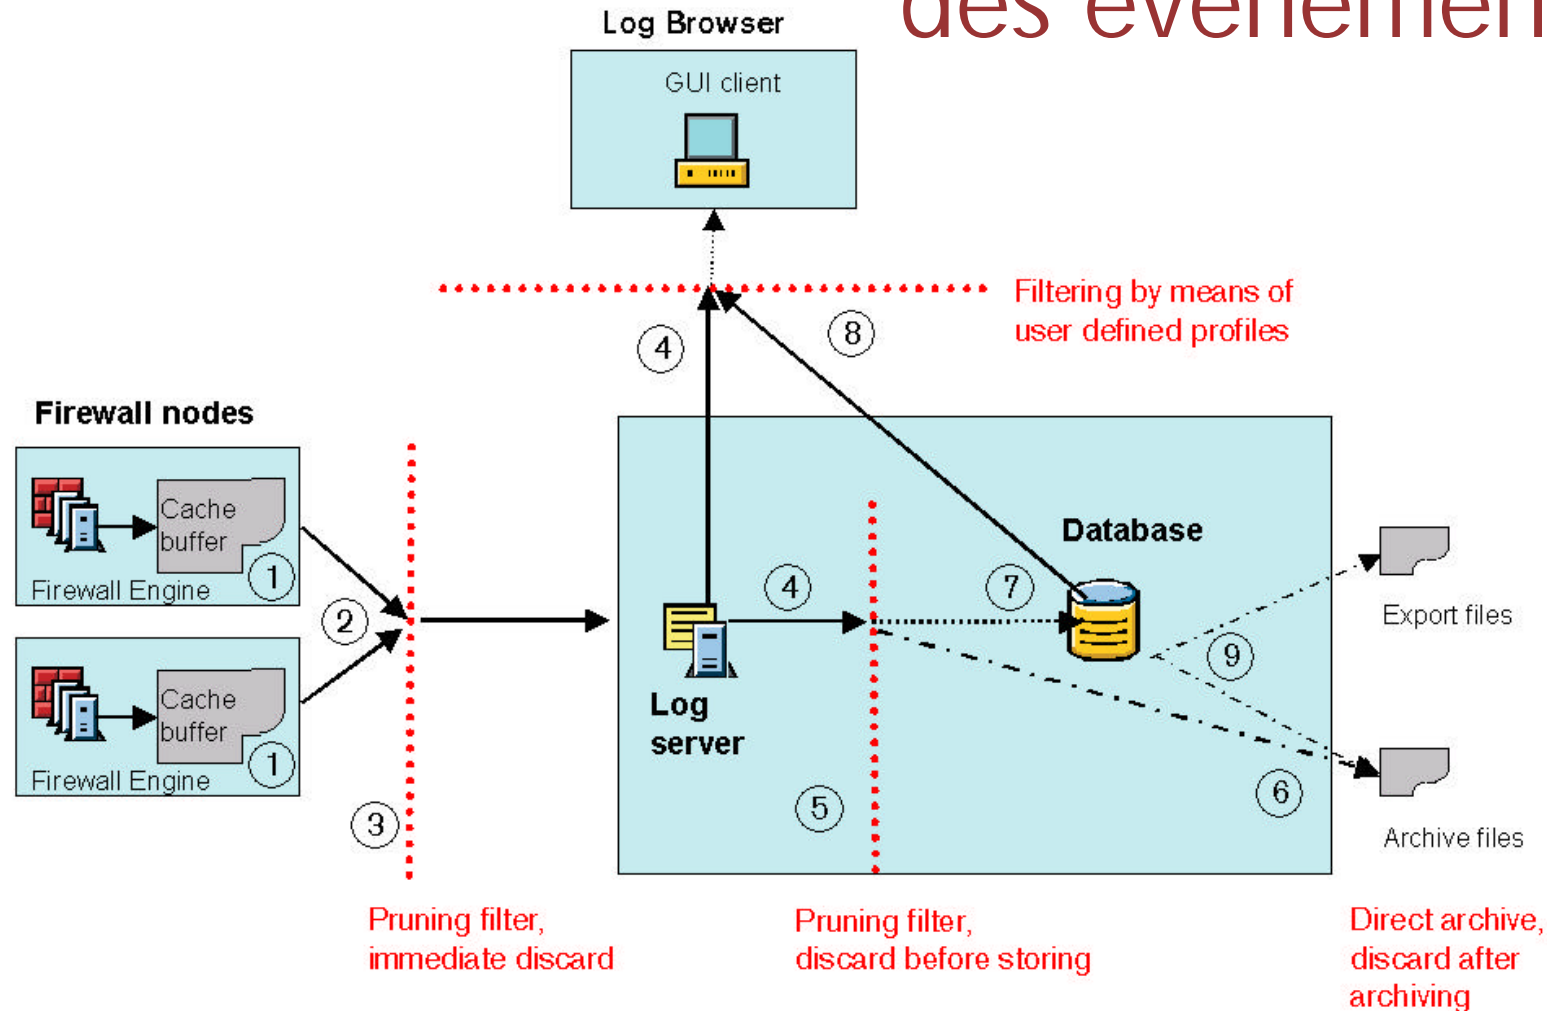 des événemen
Log Browser
GUI client
Filtering by means of
user defined profiles
4
8
Firewall nodes
Cache
buffer
1
Firewall Engine
2
Cache
buffer
1
Firewall Engine
3
Database
4
7
Log
server
5
9
6
Export files
Archive files
Pruning filter,
immediate discard
Pruning filter,
discard before storing
Direct archive,
discard after
archiving